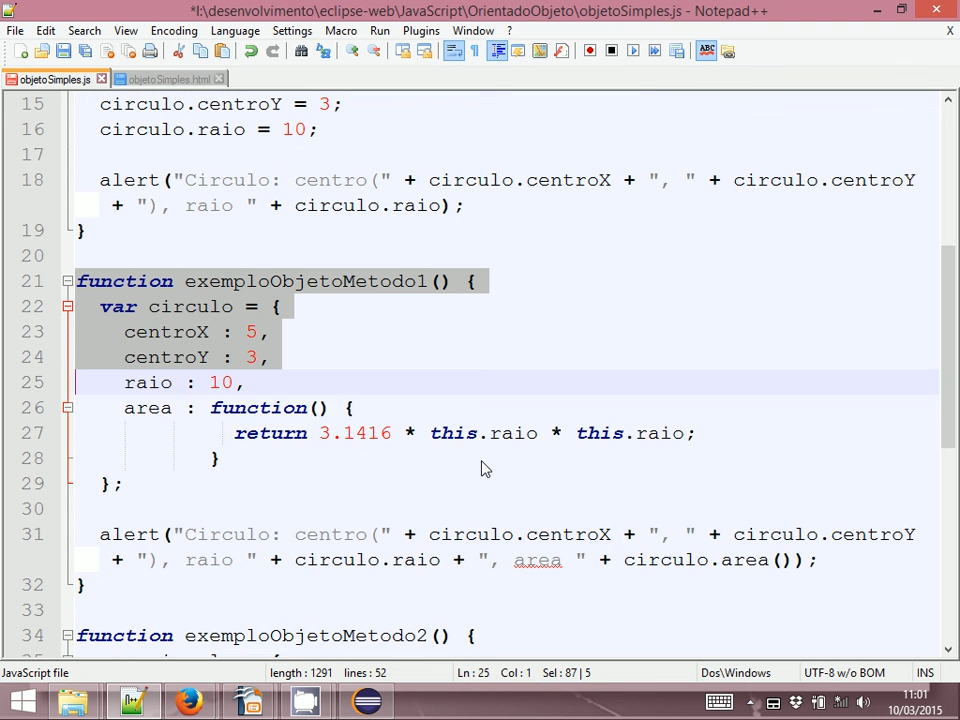 *I:\desenvolvimento\eclipse-web\JavaScript\OrientadoObjeto\objetoSimples.js - Notepad++
File Edit Search View Encoding Language Settings Macro Run Plugins Window ? X
objetoSimples.js objetoSimples.html
15 circulo.centroY = 3;
16 circulo.raio = 10;
17
18 alert("Circulo: centro(" + circulo.centroX + ", " + circulo.centroY
+ "), raio " + circulo.raio);
19 }
20
21 function exemploObjetoMetodo1() {
22 var circulo = {
23 centroX : 5,
24 centroY : 3,
25 raio : 10,
26 area : function() {
27 return 3.1416 * this.raio * this.raio;
28 }
29 };
30
31 alert("Circulo: centro(" + circulo.centroX + ", " + circulo.centroY
+ "), raio " + circulo.raio + ", area " + circulo.area());
32 }
33
34 function exemploObjetoMetodo2() {
JavaScript file length : 1291 lines : 52 Ln : 25 Col : 1 Sel : 87 | 5 Dos\Windows UTF-8 w/o BOM INS
11:01
10/03/2015